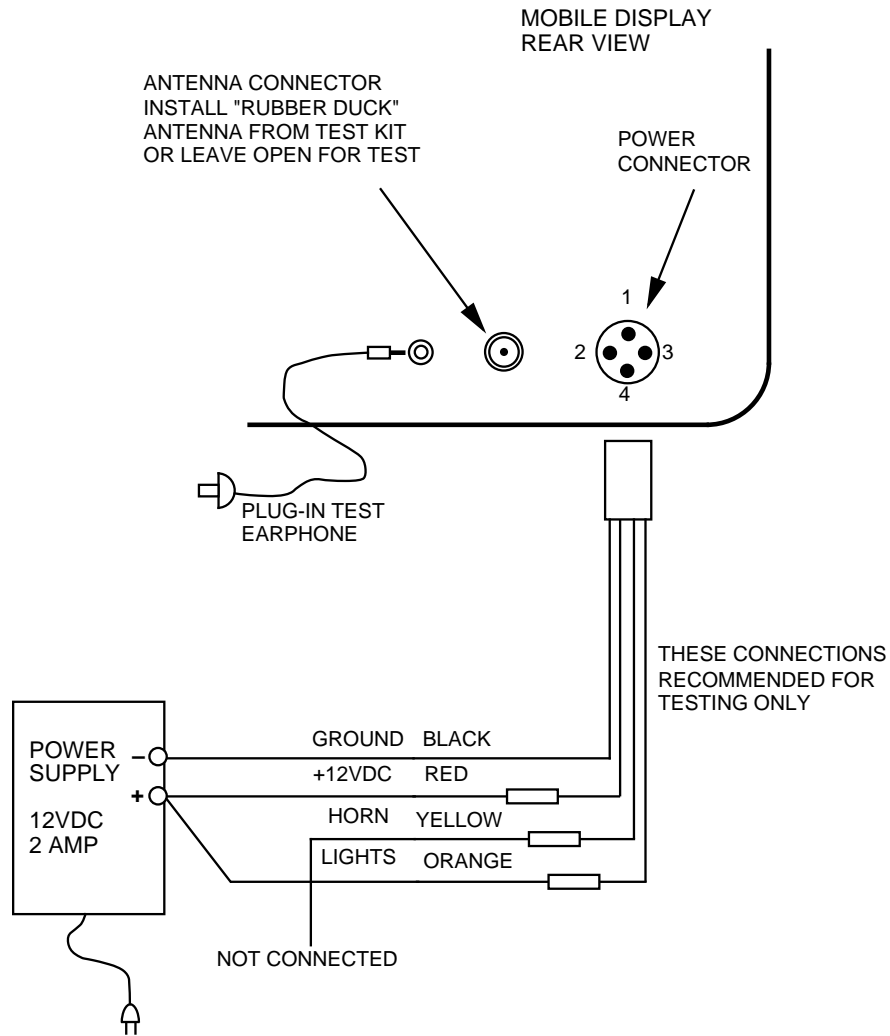 MOBILE DISPLAY
REAR VIEW
ANTENNA CONNECTOR
INSTALL "RUBBER DUCK"
ANTENNA FROM TEST KIT
OR LEAVE OPEN FOR TEST
POWER
CONNECTOR
1
2 3
4
PLUG-IN TEST
EARPHONE
THESE CONNECTIONS
RECOMMENDED FOR
TESTING ONLY
POWER
SUPPLY
–
+
12VDC
2 AMP
GROUND BLACK
+12VDC RED
HORN YELLOW
LIGHTS ORANGE
NOT CONNECTED